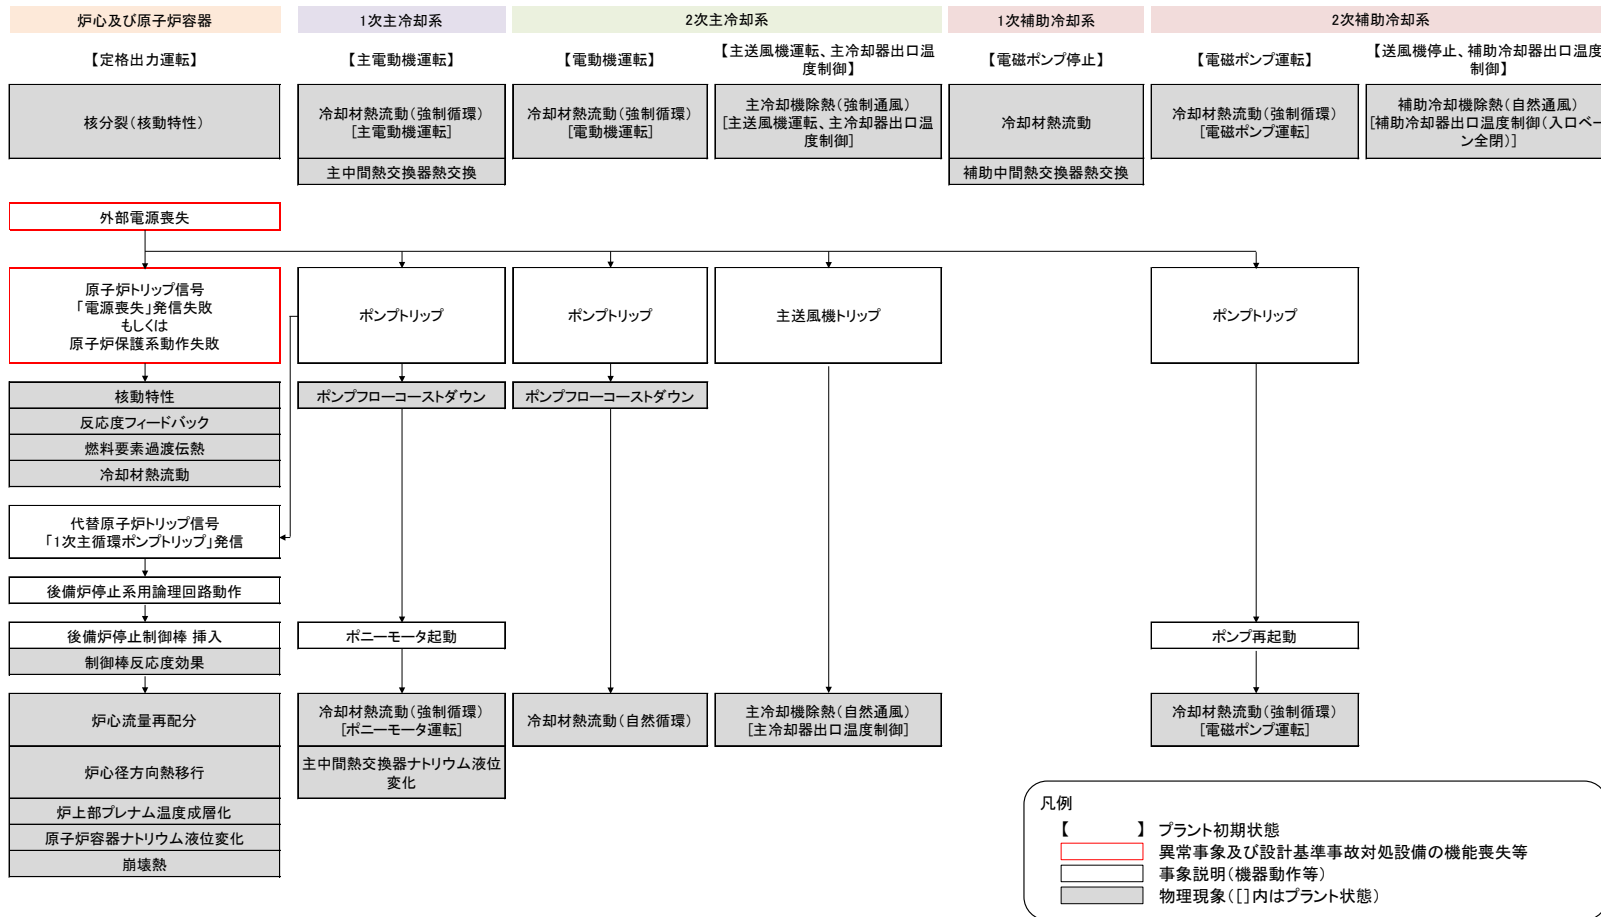 炉心及び原子炉容器
1次主冷却系
2次主冷却系
1次補助冷却系
2次補助冷却系
【定格出力運転】
【主電動機運転】
【電動機運転】
【主送風機運転、主冷却器出口温
度制御】
【電磁ポンプ停止】
【電磁ポンプ運転】
【送風機停止、補助冷却器出口温度
制御】
核分裂(核動特性)
冷却材熱流動(強制循環)
[主電動機運転]
冷却材熱流動(強制循環)
[電動機運転]
主冷却機除熱(強制通風)
[主送風機運転、主冷却器出口温
度制御]
冷却材熱流動
冷却材熱流動(強制循環)
[電磁ポンプ運転]
補助冷却機除熱(自然通風)
[補助冷却器出口温度制御(入口ベー
ン全閉)]
主中間熱交換器熱交換
補助中間熱交換器熱交換
外部電源喪失
原子炉トリップ信号
「電源喪失」発信失敗
もしくは
原子炉保護系動作失敗
ポンプトリップ
ポンプトリップ
主送風機トリップ
ポンプトリップ
核動特性
ポンプフローコーストダウン
ポンプフローコーストダウン
反応度フィードバック
燃料要素過渡伝熱
冷却材熱流動
代替原子炉トリップ信号
「1次主循環ポンプトリップ」発信
後備炉停止系用論理回路動作
後備炉停止制御棒 挿入
ポニーモータ起動
ポンプ再起動
制御棒反応度効果
炉心流量再配分
冷却材熱流動(強制循環)
[ポニーモータ運転]
冷却材熱流動(自然循環)
主冷却機除熱(自然通風)
[主冷却器出口温度制御]
冷却材熱流動(強制循環)
[電磁ポンプ運転]
炉心径方向熱移行
主中間熱交換器ナトリウム液位
変化
炉上部プレナム温度成層化
原子炉容器ナトリウム液位変化
崩壊熱
凡例
【 】 プラント初期状態
異常事象及び設計基準事故対処設備の機能喪失等
事象説明(機器動作等)
物理現象([]内はプラント状態)